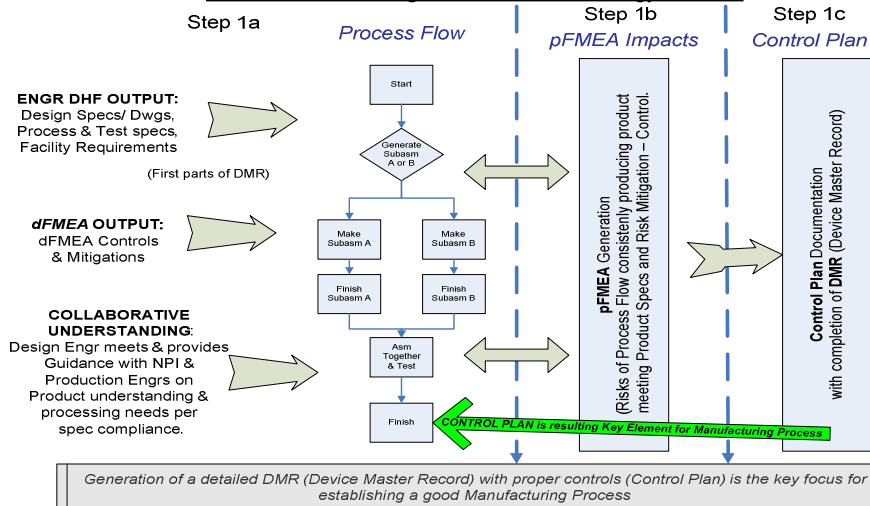 Step 1a
Process Flow
Step 1b
pFMEA Impacts
Step 1c
Control Plan
ENGR DHF OUTPUT:
Design Specs/ Dwgs,
Process & Test specs,
Facility Requirements
(First parts of DMR)
dFMEA OUTPUT:
dFMEA Controls
& Mitigations
COLLABORATIVE
UNDERSTANDING:
Design Engr meets & provides
Guidance with NPI &
Production Engrs on
Product understanding &
processing needs per
spec compliance.
Start
Generate
Subasm
A or B
Make
Subasm A
Make
Subasm B
Finish
Subasm A
Finish
Subasm B
Asm
Together
& Test
Finish
pFMEA Generation
(Risks of Process Flow consistenly producing product
meeting Product Specs and Risk Mitigation – Control.
Control Plan Documentation
with completion of DMR (Device Master Record)
CONTROL PLAN is resulting Key Element for Manufacturing Process
Generation of a detailed DMR (Device Master Record) with proper controls (Control Plan) is the key focus for
establishing a good Manufacturing Process